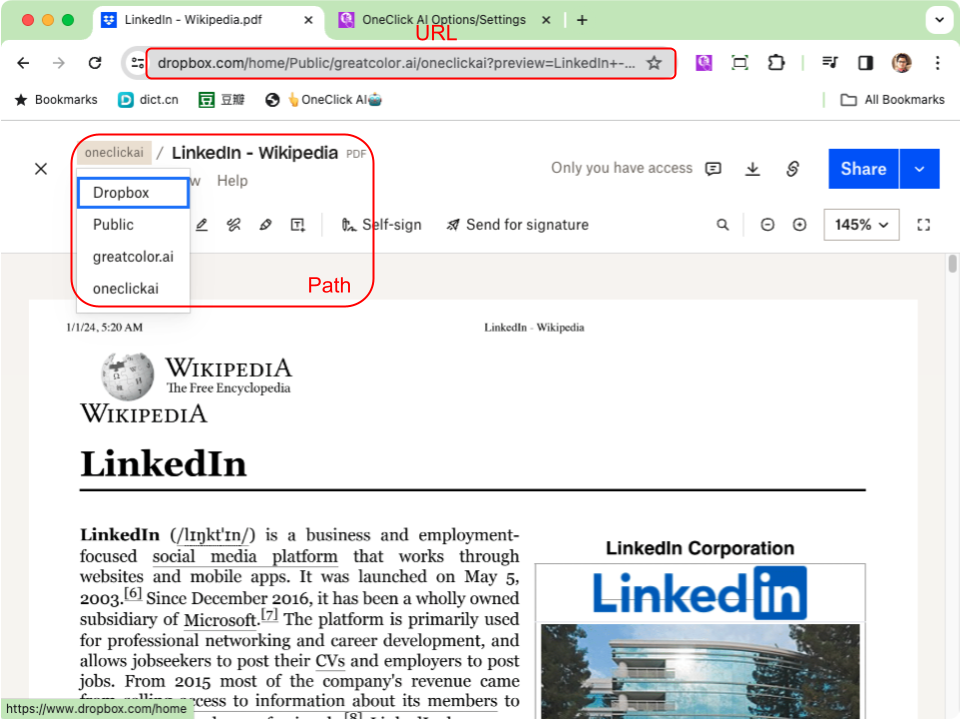 LinkedIn - Wikipedia.pdf
OneClick AI Options/Settings
URL
dropbox.com/home/Public/greatcolor.ai/oneclickai?preview=LinkedIn+-...
Bookmarks
dict.cn
豆瓣
OneClick AI
All Bookmarks
oneclickai / LinkedIn - Wikipedia PDF
Only you have access
Share
w Help
Dropbox
Public
greatcolor.ai
oneclickai
Self-sign
Send for signature
145%
Path
1/1/24, 5:20 AM
LinkedIn - Wikipedia
WIKIPEDIA
The Free Encyclopedia
WIKIPEDIA
LinkedIn
LinkedIn (/lɪŋktˈɪn/) is a business and employment-
focused social media platform that works through
websites and mobile apps. It was launched on May 5,
2003.[6] Since December 2016, it has been a wholly owned
subsidiary of Microsoft.[7] The platform is primarily used
for professional networking and career development, and
allows jobseekers to post their CVs and employers to post
jobs. From 2015 most of the company's revenue came
from selling access to information about its members to
[8]
LinkedIn Corporation
Linked in
https://www.dropbox.com/home